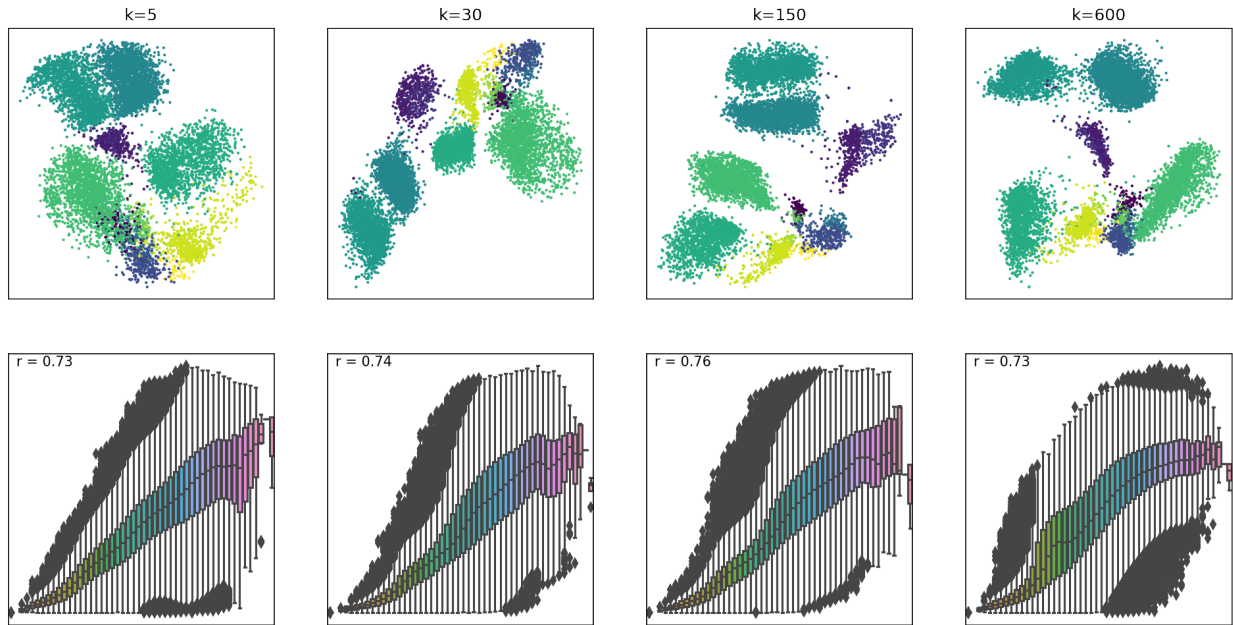 k=5
k=30
k=150
k=600
r = 0.73
r = 0.74
r = 0.76
r = 0.73